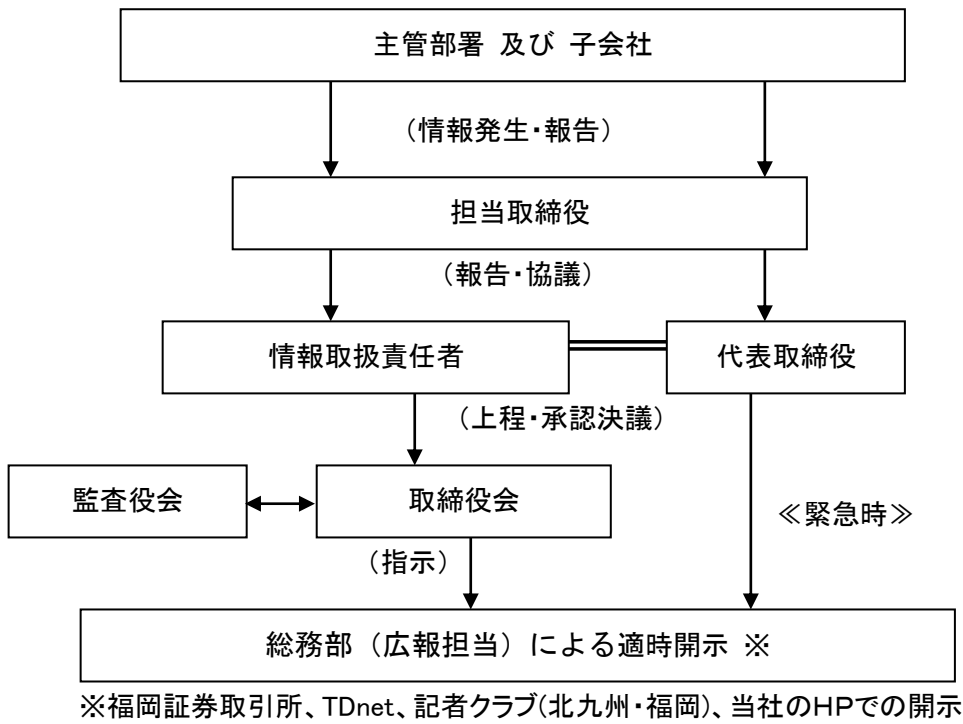 主管部署 及び 子会社
（情報発生・報告）
担当取締役
（報告・協議）
情報取扱責任者
代表取締役
（上程・承認決議）
監査役会
取締役会
≪緊急時≫
（指示）
総務部（広報担当）による適時開示 ※
※福岡証券取引所、TDnet、記者クラブ(北九州・福岡)、当社のHPでの開示